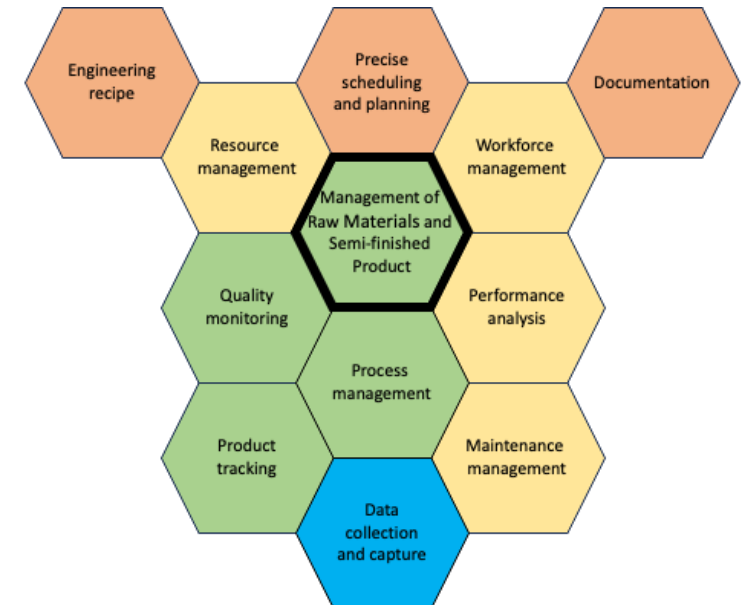 Engineering
recipe
Precise
scheduling
and planning
Documentation
Resource
management
Workforce
management
Management of
Raw Materials and
Semi-finished
Product
Quality
monitoring
Performance
analysis
Process
management
Product
tracking
Maintenance
management
Data
collection
and capture